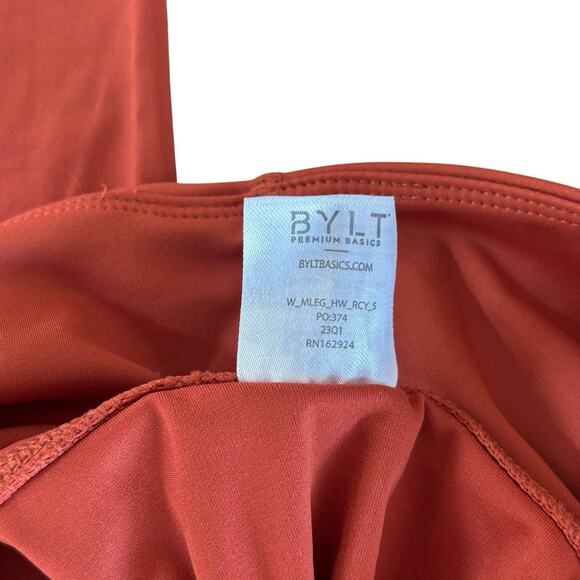 BYLT
PREMIUM BASICS
BYLTBASICS.COM
W_MLEG_HW_RCY_S
PO:374
23Q1
RN162924